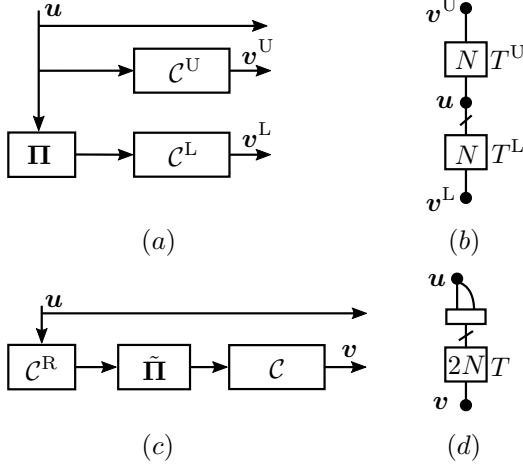 u
v^U
C^U
v^L
Π
C^L
(a)
v^U
N T^U
u
N T^L
v^L
(b)
u
v
C^R
Π̃
C
(c)
u
2N T
v
(d)